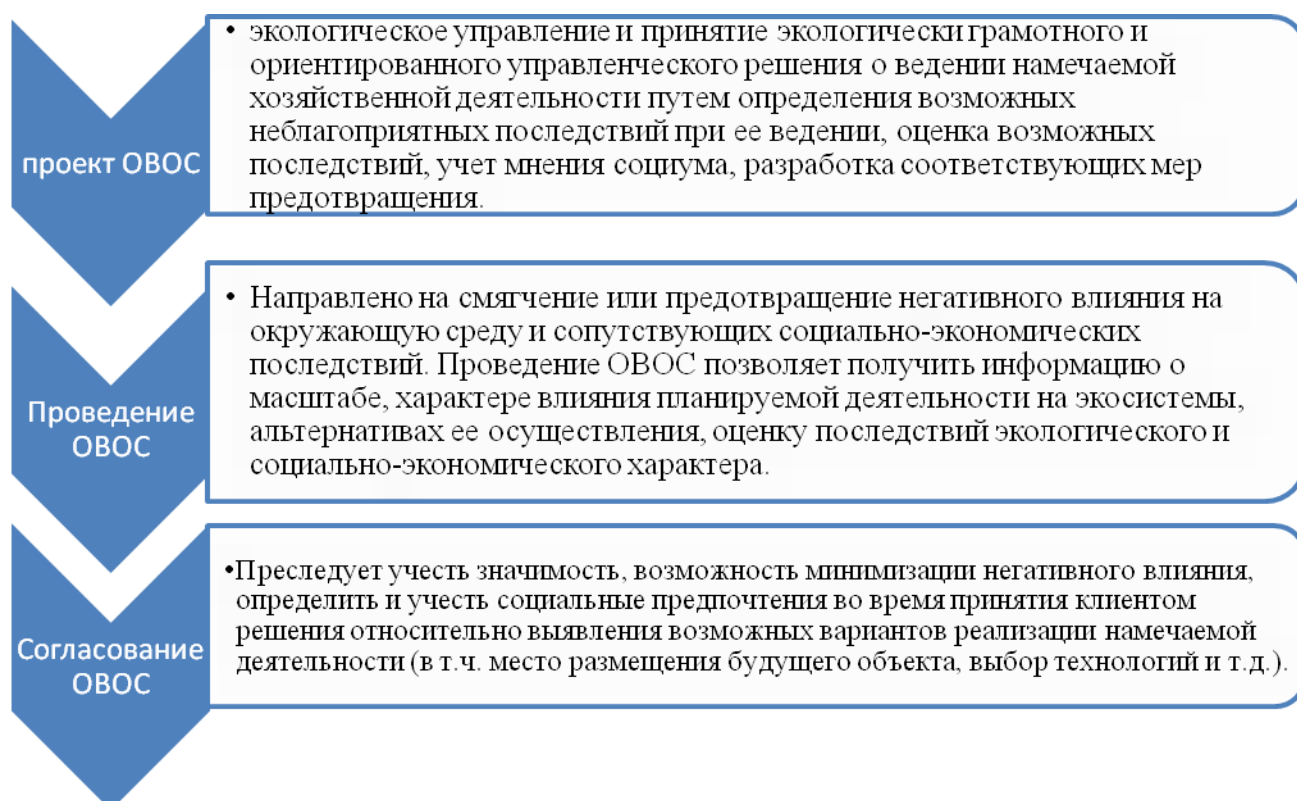 проект ОВОС
• экологическое управление и принятие экологически грамотного и
ориентированного управленческого решения о ведении намечаемой
хозяйственной деятельности путем определения возможных
неблагоприятных последствий при ее ведении, оценка возможных
последствий, учет мнения социума, разработка соответствующих мер
предотвращения.
Проведение
ОВОС
• Направлено на смягчение или предотвращение негативного влияния на
окружающую среду и сопутствующих социально-экономических
последствий. Проведение ОВОС позволяет получить информацию о
масштабе, характере влияния планируемой деятельности на экосистемы,
альтернативах ее осуществления, оценку последствий экологического и
социально-экономического характера.
Согласование
ОВОС
•Преследует учесть значимость, возможность минимизации негативного влияния,
определить и учесть социальные предпочтения во время принятия клиентом
решения относительно выявления возможных вариантов реализации намечаемой
деятельности (в т.ч. место размещения будущего объекта, выбор технологий и т.д.).